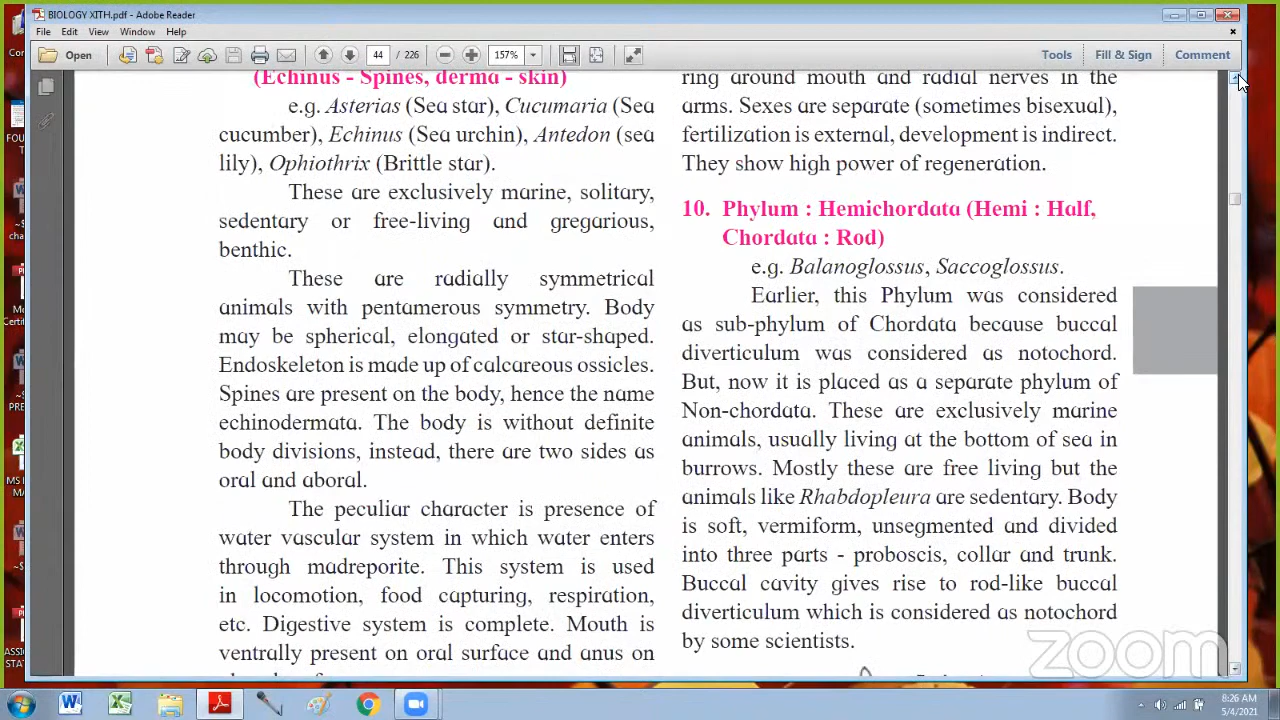 BIOLOGY XITH.pdf - Adobe Reader
File Edit View Window Help
Open 44 / 226 157% Tools Fill & Sign Comment
(Echinus - Spines, derma - skin)
e.g. Asterias (Sea star), Cucumaria (Sea
cucumber), Echinus (Sea urchin), Antedon (sea
lily), Ophiothrix (Brittle star).
These are exclusively marine, solitary,
sedentary or free-living and gregarious,
benthic.
These are radially symmetrical
animals with pentamerous symmetry. Body
may be spherical, elongated or star-shaped.
Endoskeleton is made up of calcareous ossicles.
Spines are present on the body, hence the name
echinodermata. The body is without definite
body divisions, instead, there are two sides as
oral and aboral.
The peculiar character is presence of
water vascular system in which water enters
through madreporite. This system is used
in locomotion, food capturing, respiration,
etc. Digestive system is complete. Mouth is
ventrally present on oral surface and anus on
ring around mouth and radial nerves in the
arms. Sexes are separate (sometimes bisexual),
fertilization is external, development is indirect.
They show high power of regeneration.
10. Phylum : Hemichordata (Hemi : Half,
Chordata : Rod)
e.g. Balanoglossus, Saccoglossus.
Earlier, this Phylum was considered
as sub-phylum of Chordata because buccal
diverticulum was considered as notochord.
But, now it is placed as a separate phylum of
Non-chordata. These are exclusively marine
animals, usually living at the bottom of sea in
burrows. Mostly these are free living but the
animals like Rhabdopleura are sedentary. Body
is soft, vermiform, unsegmented and divided
into three parts - proboscis, collar and trunk.
Buccal cavity gives rise to rod-like buccal
diverticulum which is considered as notochord
by some scientists.
zoom
8:26 AM
5/4/2021